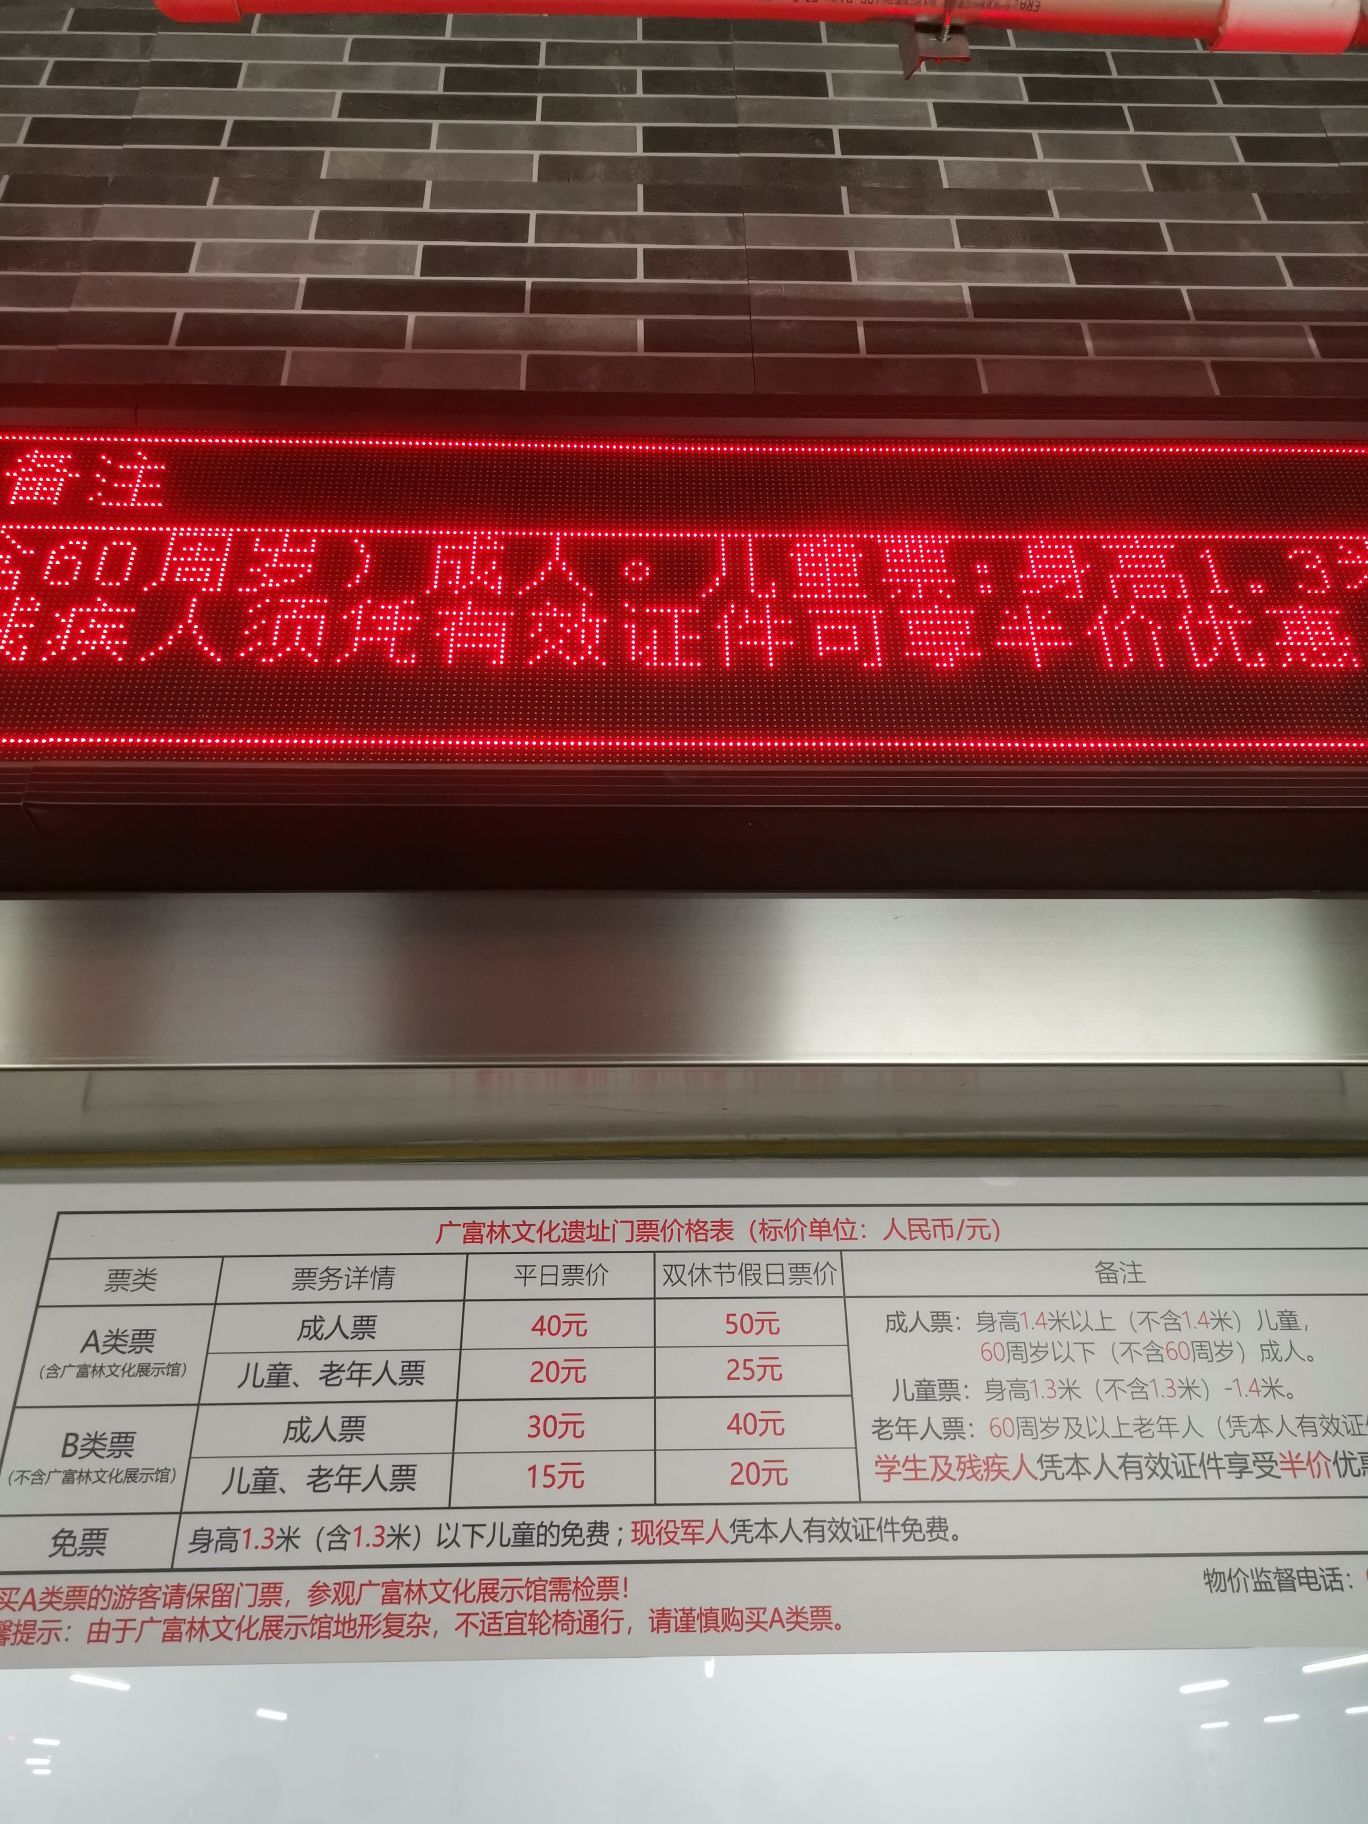 备注
60周岁）成人。儿童票:身高1.3
疾人须凭有效证件可享半价优惠
广富林文化遗址门票价格表（标价单位：人民币/元）
票类 票务详情 平日票价 双休节假日票价 备注
A类票
（含广富林文化展示馆）
成人票 40元 50元
儿童、老年人票 20元 25元
B类票
（不含广富林文化展示馆）
成人票 30元 40元
儿童、老年人票 15元 20元
成人票：身高1.4米以上（不含1.4米）儿童，
60周岁以下（不含60周岁）成人。
儿童票：身高1.3米（不含1.3米）-1.4米。
老年人票：60周岁及以上老年人（凭本人有效证
学生及残疾人凭本人有效证件享受半价优
免票 身高1.3米（含1.3米）以下儿童的免费；现役军人凭本人有效证件免费。
买A类票的游客请保留门票，参观广富林文化展示馆需检票！
提示：由于广富林文化展示馆地形复杂，不适宜轮椅通行，请谨慎购买A类票。
物价监督电话：